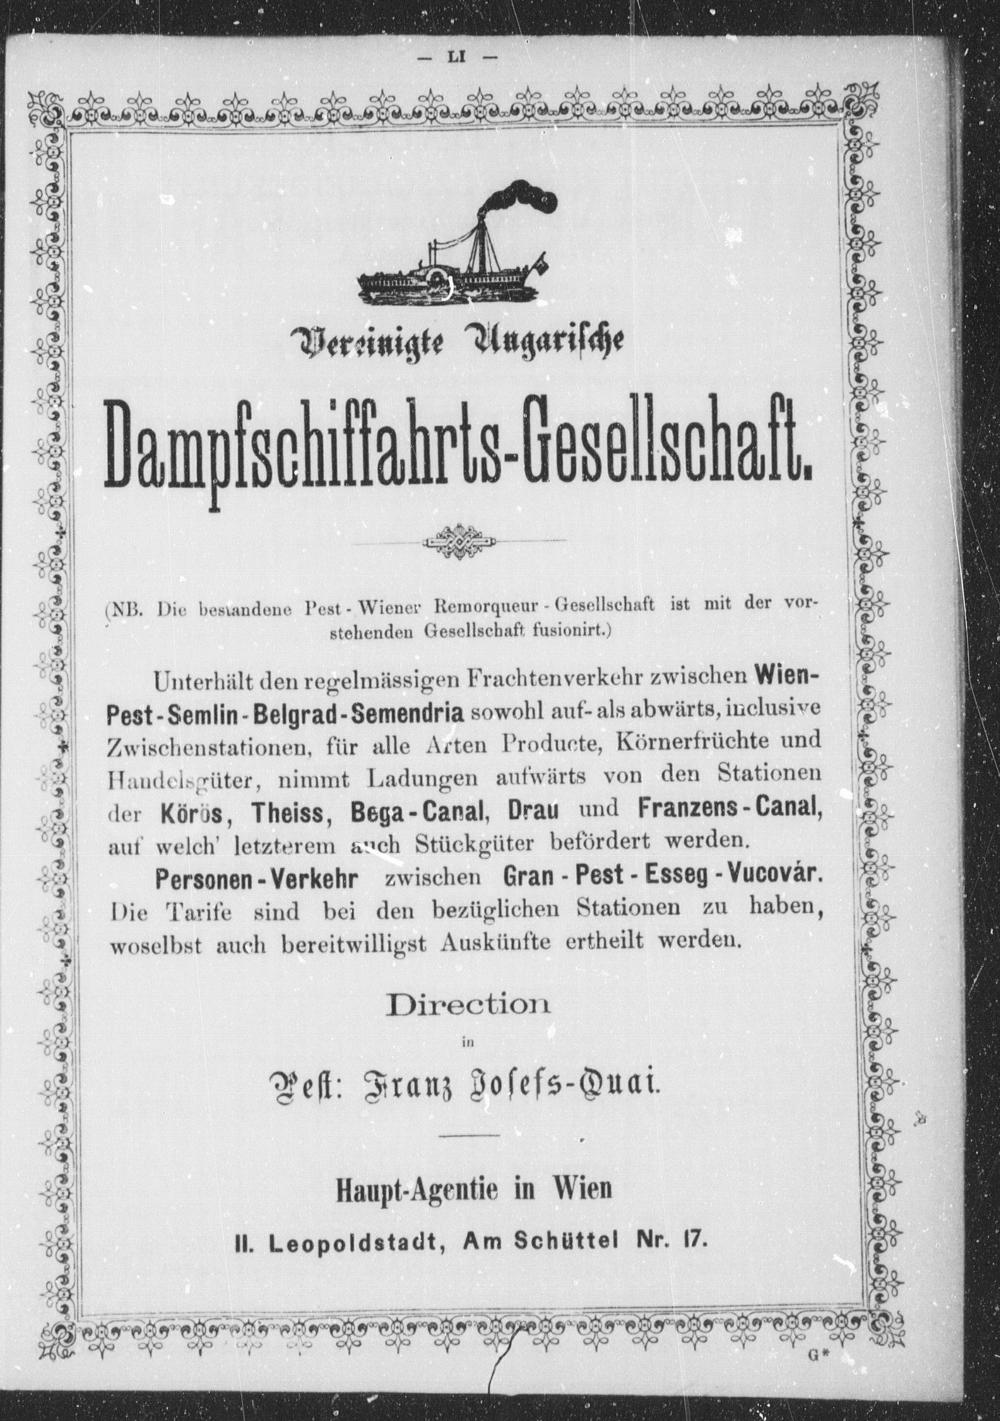 — LI —
Vereinigte Ungarische
Dampfschiffahrts-Gesellschaft.
(NB. Die bestandene Pest-Wiener Remorqueur-Gesellschaft ist mit der vor-
stehenden Gesellschaft fusionirt.)
Unterhält den regelmässigen Frachtenverkehr zwischen Wien-
Pest-Semlin-Belgrad-Semendria sowohl auf- als abwärts, inclusive
Zwischenstationen, für alle Arten Producte, Körnerfrüchte und
Handelsgüter, nimmt Ladungen aufwärts von den Stationen
der Körös, Theiss, Bega-Canal, Drau und Franzens-Canal,
auf welch' letzterem auch Stückgüter befördert werden.
Personen-Verkehr zwischen Gran-Pest-Esseg-Vucovár.
Die Tarife sind bei den bezüglichen Stationen zu haben,
woselbst auch bereitwilligst Auskünfte ertheilt werden.
Direction
in
Pest: Franz Josefs-Quai.
Haupt-Agentie in Wien
II. Leopoldstadt, Am Schüttel Nr. 17.
G*